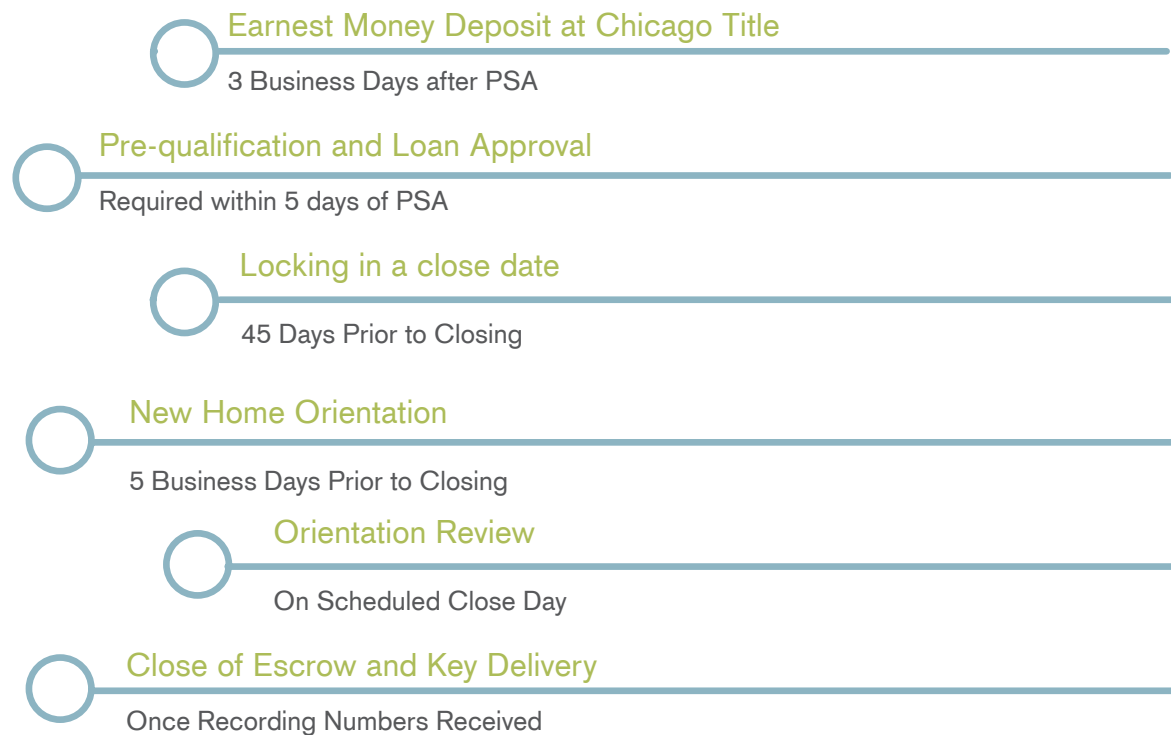 Earnest Money Deposit at Chicago Title
3 Business Days after PSA
Pre-qualification and Loan Approval
Required within 5 days of PSA
Locking in a close date
45 Days Prior to Closing
New Home Orientation
5 Business Days Prior to Closing
Orientation Review
On Scheduled Close Day
Close of Escrow and Key Delivery
Once Recording Numbers Received